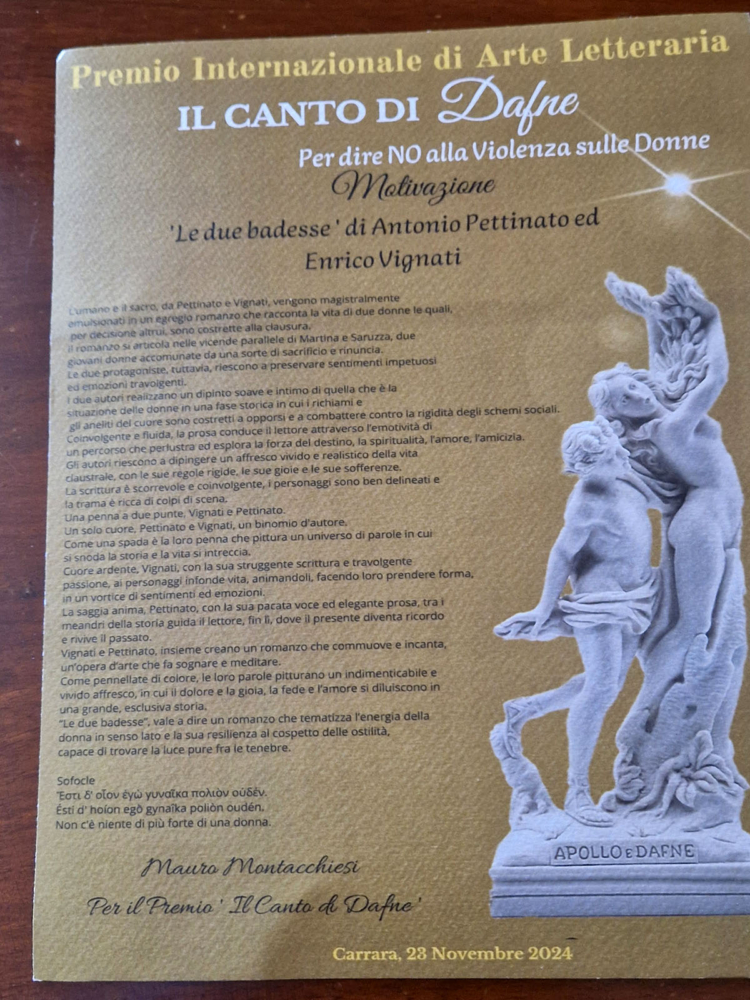 Premio Internazionale di Arte Letteraria
IL CANTO DI Dafne
Per dire NO alla Violenza sulle Donne
Motivazione
'Le due badesse ' di Antonio Pettinato ed
Enrico Vignati
L'umano e il sacro, da Pettinato e Vignati, vengono magistralmente
emulsionati in un egregio romanzo che racconta la vita di due donne le quali,
per decisione altrui, sono costrette alla clausura.
Il romanzo si articola nelle vicende parallele di Martina e Saruzza, due
giovani donne accomunate da una sorte di sacrificio e rinuncia.
Le due protagoniste, tuttavia, riescono a preservare sentimenti impetuosi
ed emozioni travolgenti.
I due autori realizzano un dipinto soave e intimo di quella che è la
situazione delle donne in una fase storica in cui i richiami e
gli aneliti del cuore sono costretti a opporsi e a combattere contro la rigidità degli schemi sociali.
Coinvolgente e fluida, la prosa conduce il lettore attraverso l'emotività di
un percorso che perlustra ed esplora la forza del destino, la spiritualità, l'amore, l'amicizia.
Gli autori riescono a dipingere un affresco vivido e realistico della vita
claustrale, con le sue regole rigide, le sue gioie e le sue sofferenze.
La scrittura è scorrevole e coinvolgente, i personaggi sono ben delineati e
la trama è ricca di colpi di scena.
Una penna a due punte, Vignati e Pettinato.
Un solo cuore, Pettinato e Vignati, un binomio d'autore.
Come una spada è la loro penna che pittura un universo di parole in cui
si snoda la storia e la vita si intreccia.
Cuore ardente, Vignati, con la sua struggente scrittura e travolgente
passione, ai personaggi infonde vita, animandoli, facendo loro prendere forma,
in un vortice di sentimenti ed emozioni.
La saggia anima, Pettinato, con la sua pacata voce ed elegante prosa, tra i
meandri della storia guida il lettore, fin lì, dove il presente diventa ricordo
e rivive il passato.
Vignati e Pettinato, insieme creano un romanzo che commuove e incanta,
un'opera d'arte che fa sognare e meditare.
Come pennellate di colore, le loro parole pitturano un indimenticabile e
vivido affresco, in cui il dolore e la gioia, la fede e l'amore si diluiscono in
una grande, esclusiva storia.
"Le due badesse", vale a dire un romanzo che tematizza l'energia della
donna in senso lato e la sua resilienza al cospetto delle ostilità,
capace di trovare la luce pure fra le tenebre.
Sofocle
Ἔστι δ' οἷον ἐγὼ γυναῖκα πολιὸν οὐδέν.
Ésti d' hoîon egō gynaîka poliòn oudén.
Non c'è niente di più forte di una donna.
Mauro Montacchiesi
Per il Premio ' Il Canto di Dafne '
APOLLO E DAFNE
Carrara, 23 Novembre 2024